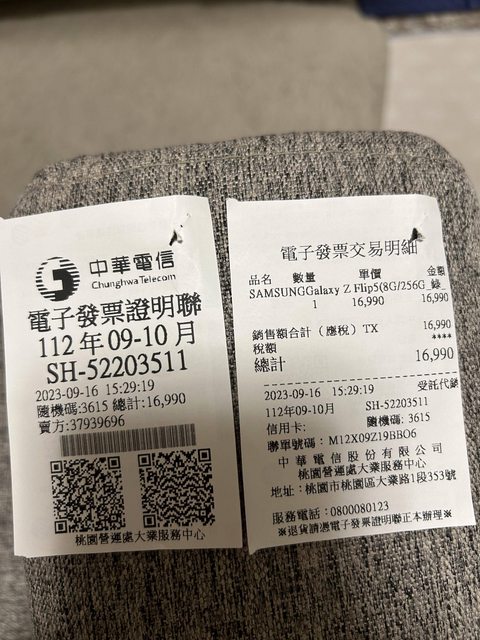 中華電信
Chunghwa Telecom
電子發票證明聯
112年09-10月
SH-52203511
2023-09-16 15:29:19
隨機碼:3615 總計:16,990
賣方:37939696
桃園營運處大業服務中心
電子發票交易明細
品名 數量 單價 金額
SAMSUNGGalaxy Z Flip5(8G/256G_綠_
1 16,990 16,990
銷售額合計（應稅）TX 16,990
稅額 ****
總計 16,990
2023-09-16 15:29:19 受託代銷
112年09-10月 SH-52203511
信用卡: 隨機碼: 3615
聯單號碼：M12X09Z19BBO6
中華電信股份有限公司
桃園營運處大業服務中心
地址：桃園市桃園區大業路1段353號
服務電話：0800080123
※退貨請憑電子發票證明聯正本辦理※